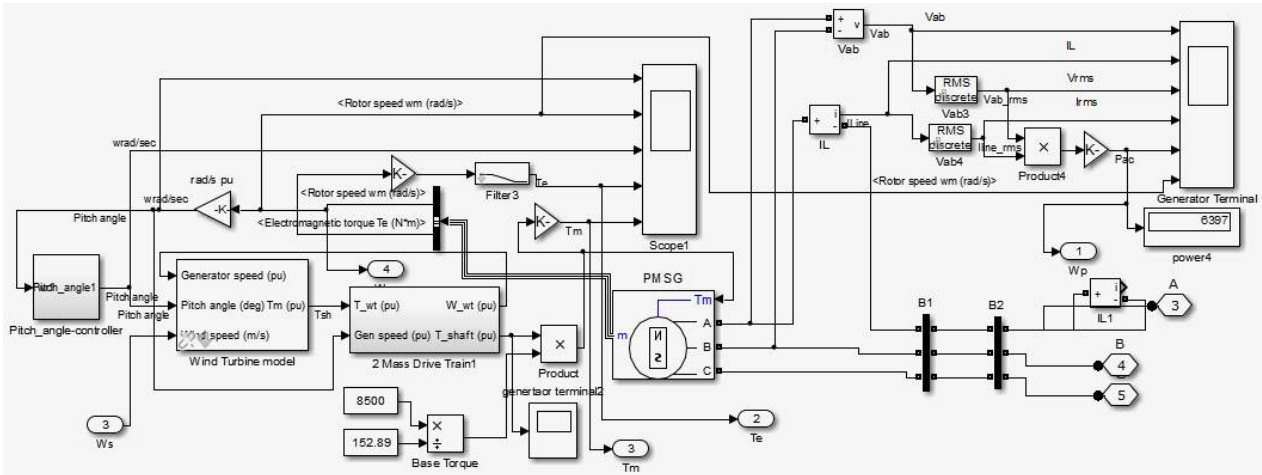 Vab
+
-
v
Vab
Vab
IL
RMS
discrete
Vab3
Vab_rms
Vrms
Irms
<Rotor speed wm (rad/s)>
+
-
i
IL
ILine
RMS
discrete
Vab4
Iline_rms
×
Product4
K-
Pac
wrad/sec
K-
Filter3
Te
<Rotor speed wm (rad/s)>
Generator Terminal
rad/s pu
wrad/sec
-K-
<Rotor speed wm (rad/s)>
<Electromagnetic torque Te (N*m)>
K-
Tm
Scope1
6397
power4
Pitch angle
1
Wp
4
PMSG
Pitch_angle1
Pitch angle
Pitch angle
Pitch_angle-controller
Generator speed (pu)
Pitch angle (deg)
Tm (pu)
Wind speed (m/s)
Wind Turbine model
Tsh
T_wt (pu)
W_wt (pu)
Gen speed (pu)
T_shaft (pu)
2 Mass Drive Train1
×
Product
Tm
m
N
S
A
B
C
B1
B2
+
-
i
IL1
A
3
B
4
5
genertaor terminal2
8500
152.89
×
÷
Base Torque
3
Ws
2
Te
3
Tm